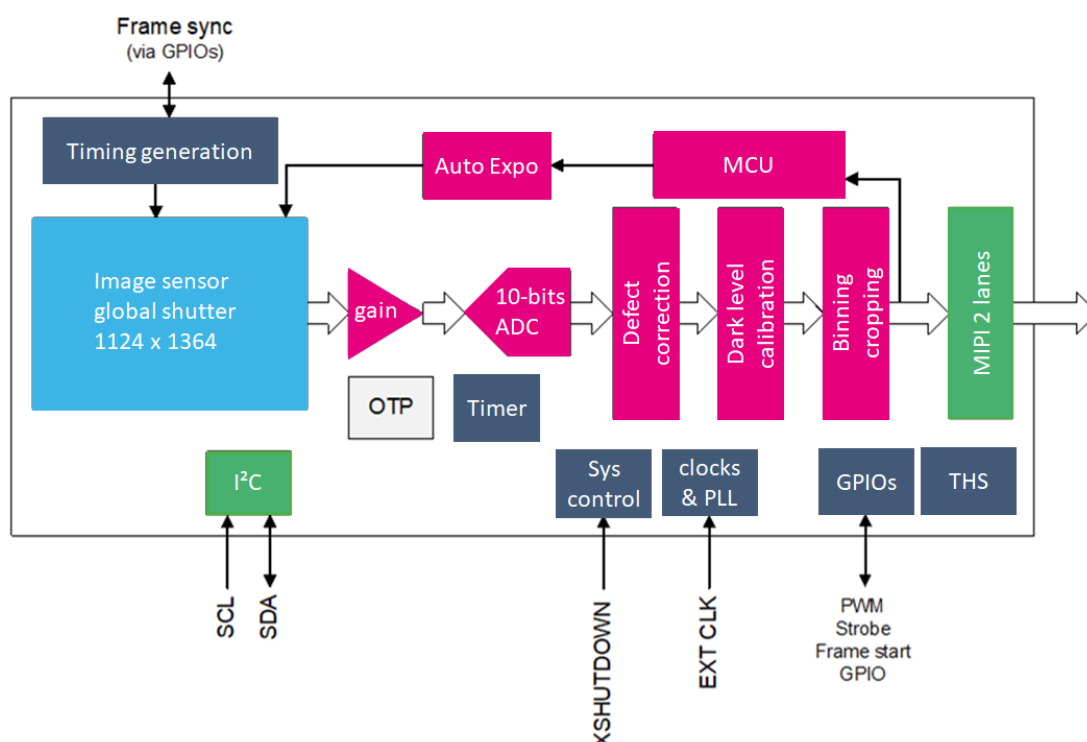 Frame sync
(via GPIOs)
Timing generation
Auto Expo
MCU
Image sensor
global shutter
1124 x 1364
gain
10-bits
ADC
Defect
correction
Dark level
calibration
Binning
cropping
MIPI 2 lanes
OTP
Timer
I²C
Sys
control
clocks
& PLL
GPIOs
THS
SCL
SDA
XSHUTDOWN
EXT CLK
PWM
Strobe
Frame start
GPIO